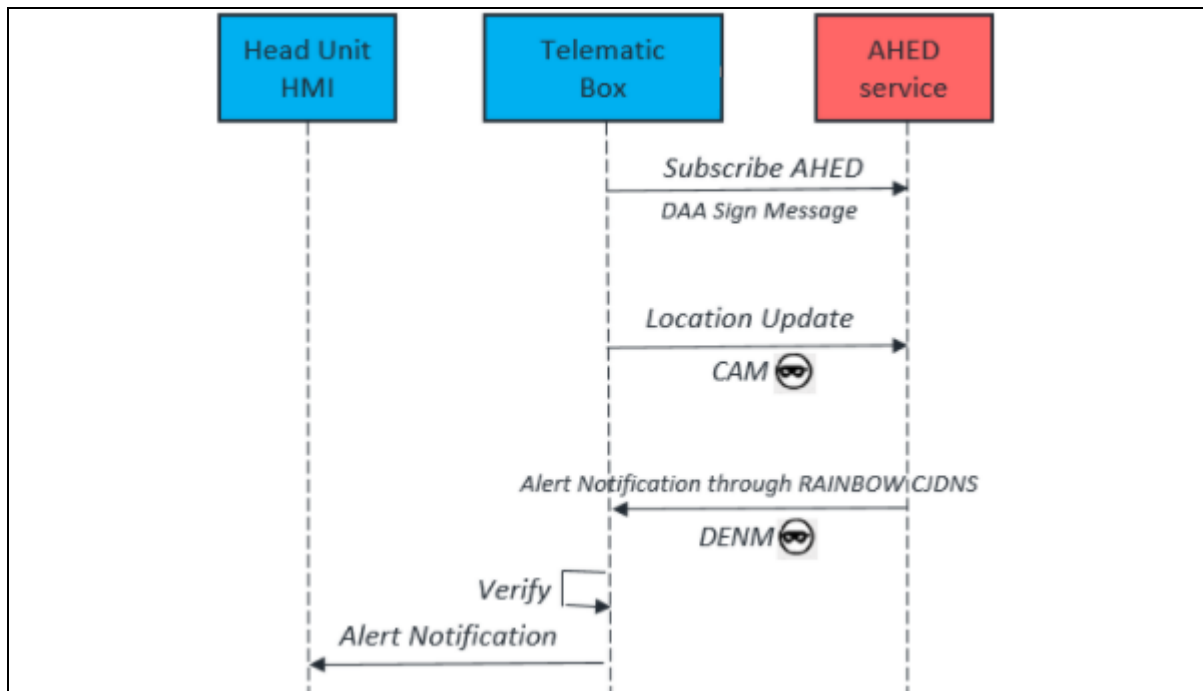 Head Unit
HMI
Telematic
Box
AHED
service
Subscribe AHED
DAA Sign Message
Location Update
CAM
Alert Notification through RAINBOW CJDNS
DENM
Verify
Alert Notification